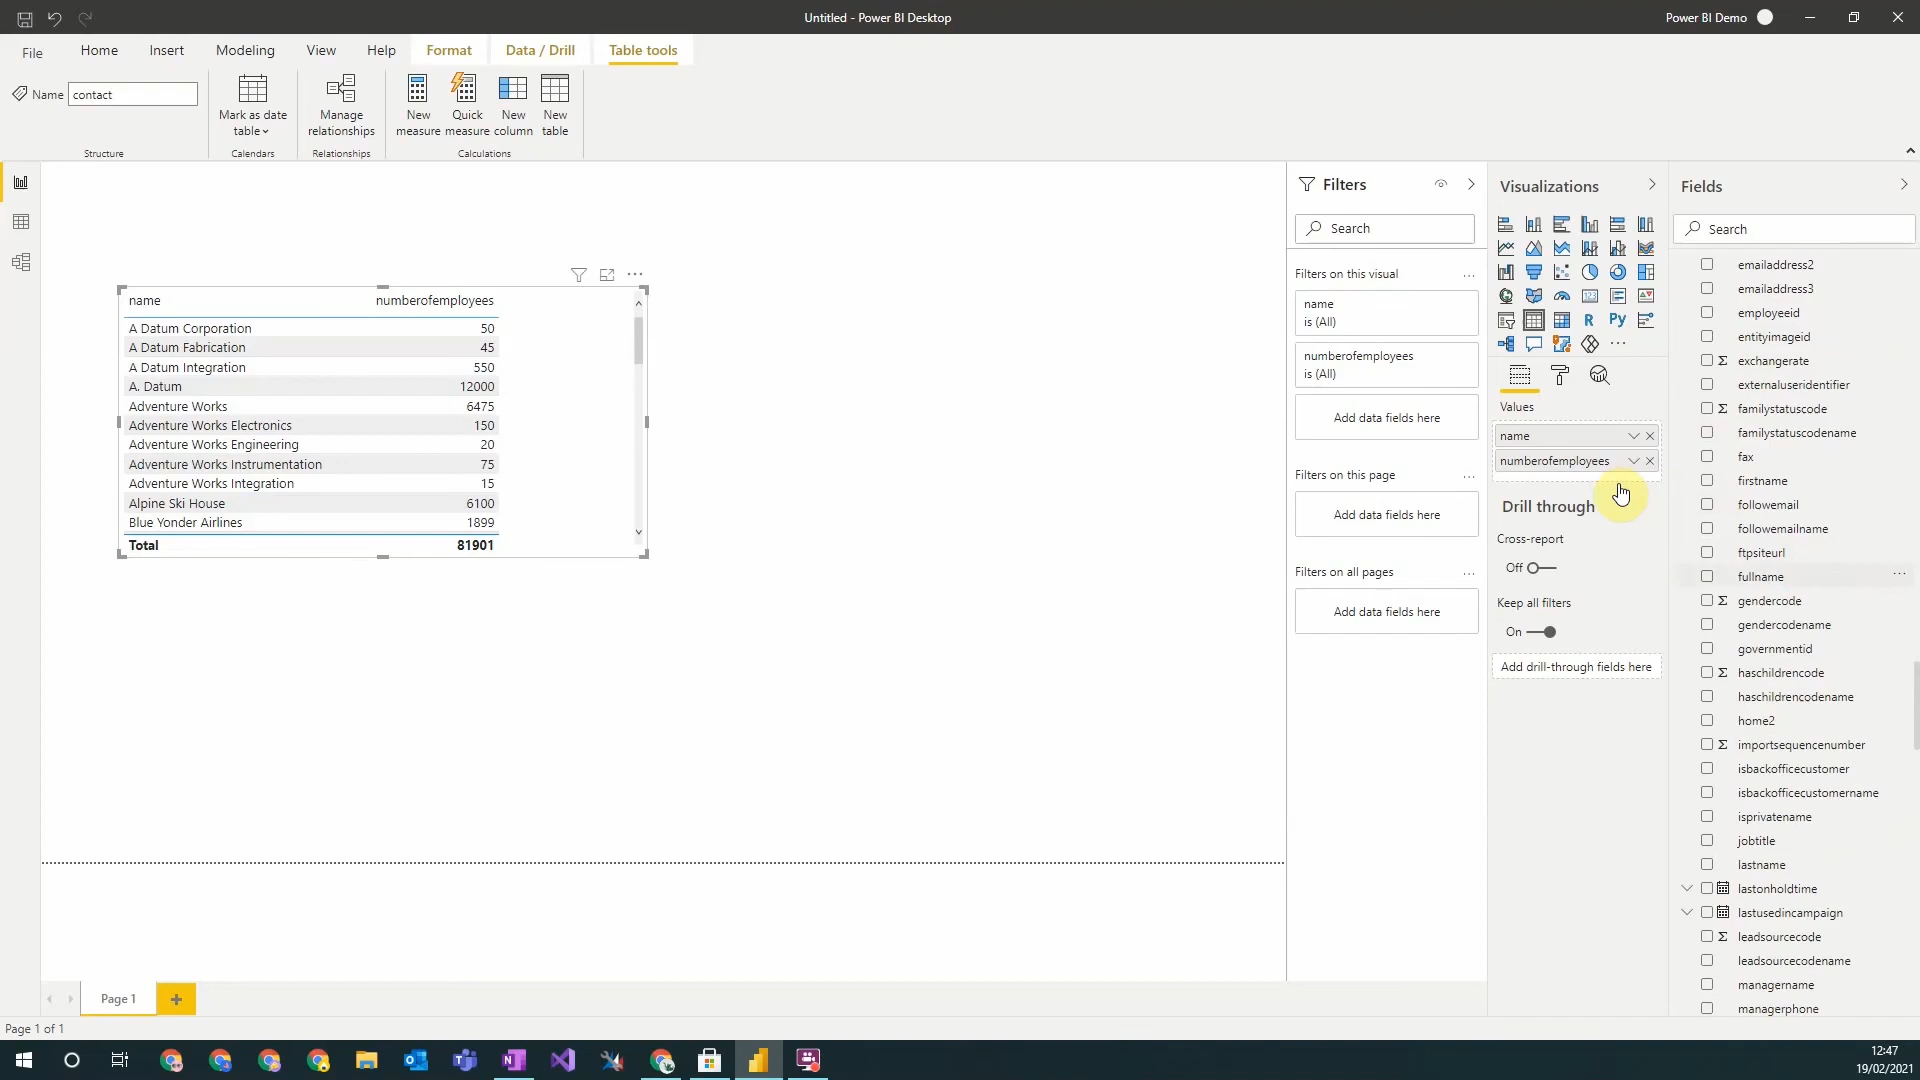 Untitled - Power BI Desktop
Power BI Demo
File
Home
Insert
Modeling
View
Help
Format
Data / Drill
Table tools
Name
contact
Mark as date
table
Manage
relationships
New
measure
Quick
measure
New
column
New
table
Structure
Calendars
Relationships
Calculations
name numberofemployees
A Datum Corporation 50
A Datum Fabrication 45
A Datum Integration 550
A. Datum 12000
Adventure Works 6475
Adventure Works Electronics 150
Adventure Works Engineering 20
Adventure Works Instrumentation 75
Adventure Works Integration 15
Alpine Ski House 6100
Blue Yonder Airlines 1899
Total 81901
Filters
Search
Filters on this visual
name
is (All)
numberofemployees
is (All)
Add data fields here
Filters on this page
Add data fields here
Filters on all pages
Add data fields here
Visualizations
R
Py
123
Values
name
numberofemployees
Drill through
Cross-report
Off
Keep all filters
On
Add drill-through fields here
Fields
Search
emailaddress2
emailaddress3
employeeid
entityimageid
Σ exchangerate
externaluseridentifier
Σ familystatuscode
familystatuscodename
fax
firstname
followemail
followemailname
ftpsiteurl
fullname
Σ gendercode
gendercodename
governmentid
Σ haschildrencode
haschildrencodename
home2
Σ importsequencenumber
isbackofficecustomer
isbackofficecustomername
isprivatename
jobtitle
lastname
lastonholdtime
lastusedincampaign
Σ leadsourcecode
leadsourcecodename
managername
managerphone
Page 1
Page 1 of 1
12:47
19/02/2021